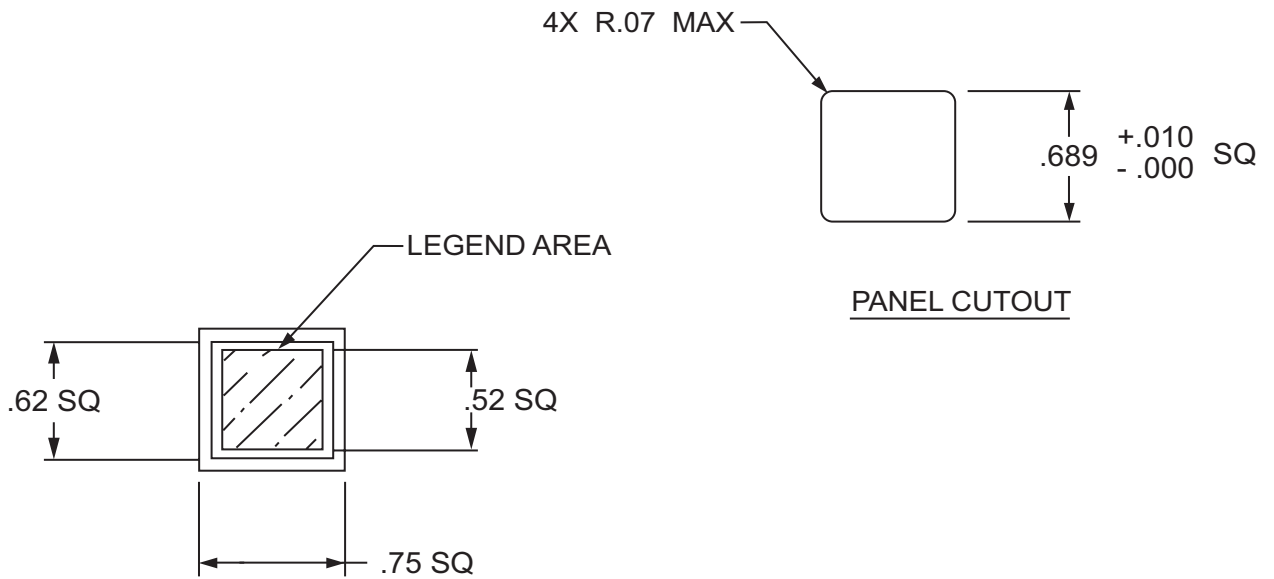 4X R.07 MAX
.689 +.010 - .000 SQ
LEGEND AREA
PANEL CUTOUT
.62 SQ
.52 SQ
.75 SQ